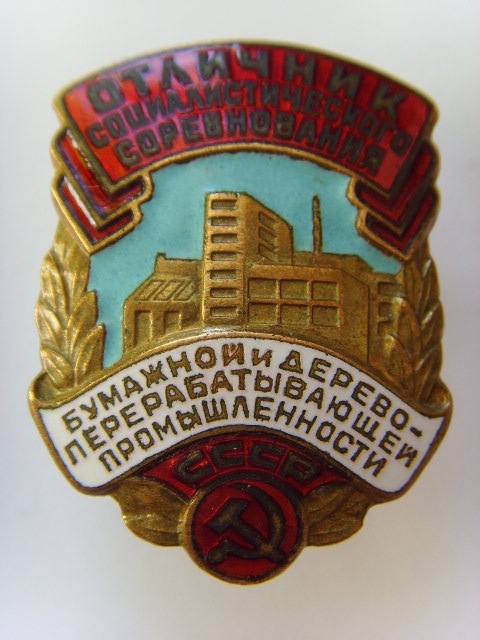 ОТЛИЧНИК
СОЦИАЛИСТИЧЕСКОГО
СОРЕВНОВАНИЯ
БУМАЖНОЙ и ДЕРЕВО-
ПЕРЕРАБАТЫВАЮЩЕЙ
ПРОМЫШЛЕННОСТИ
СССР